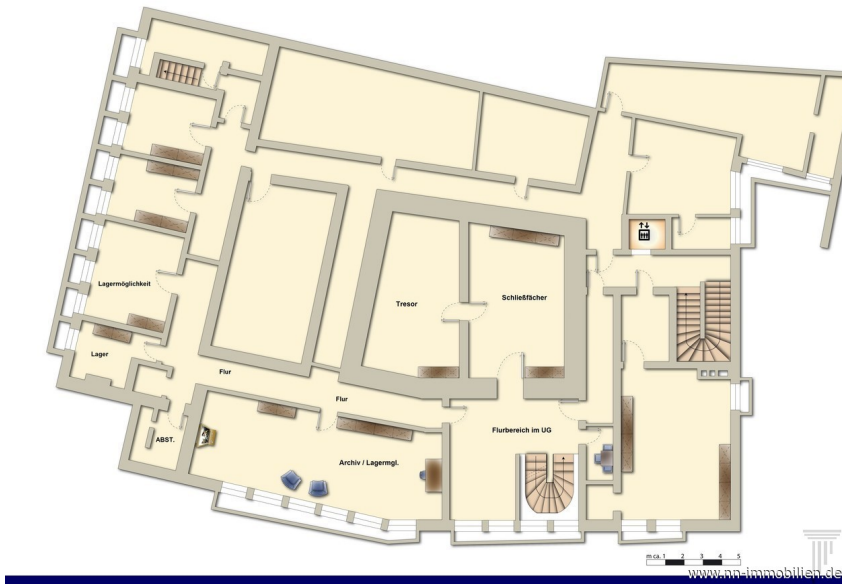 Lagermöglichkeit
Tresor
Schließfächer
Lager
Flur
Flur
Flurbereich im UG
ABST.
Archiv / Lagermgl.
m ca. 1 2 3 4 5
www.nn-immobilien.de